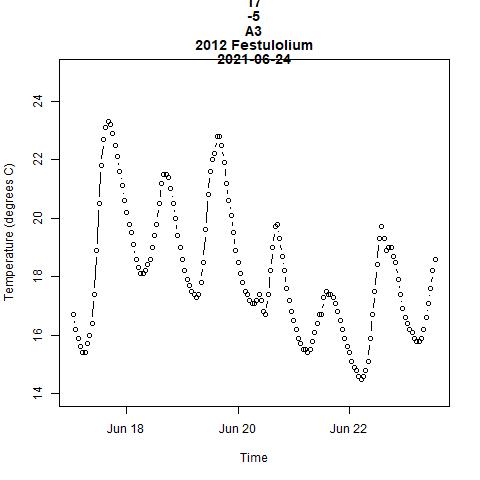 17
-5
A3
2012 Festulolium
2021-06-24
Temperature (degrees C)
24
22
20
18
16
14
Jun 18
Jun 20
Jun 22
Time